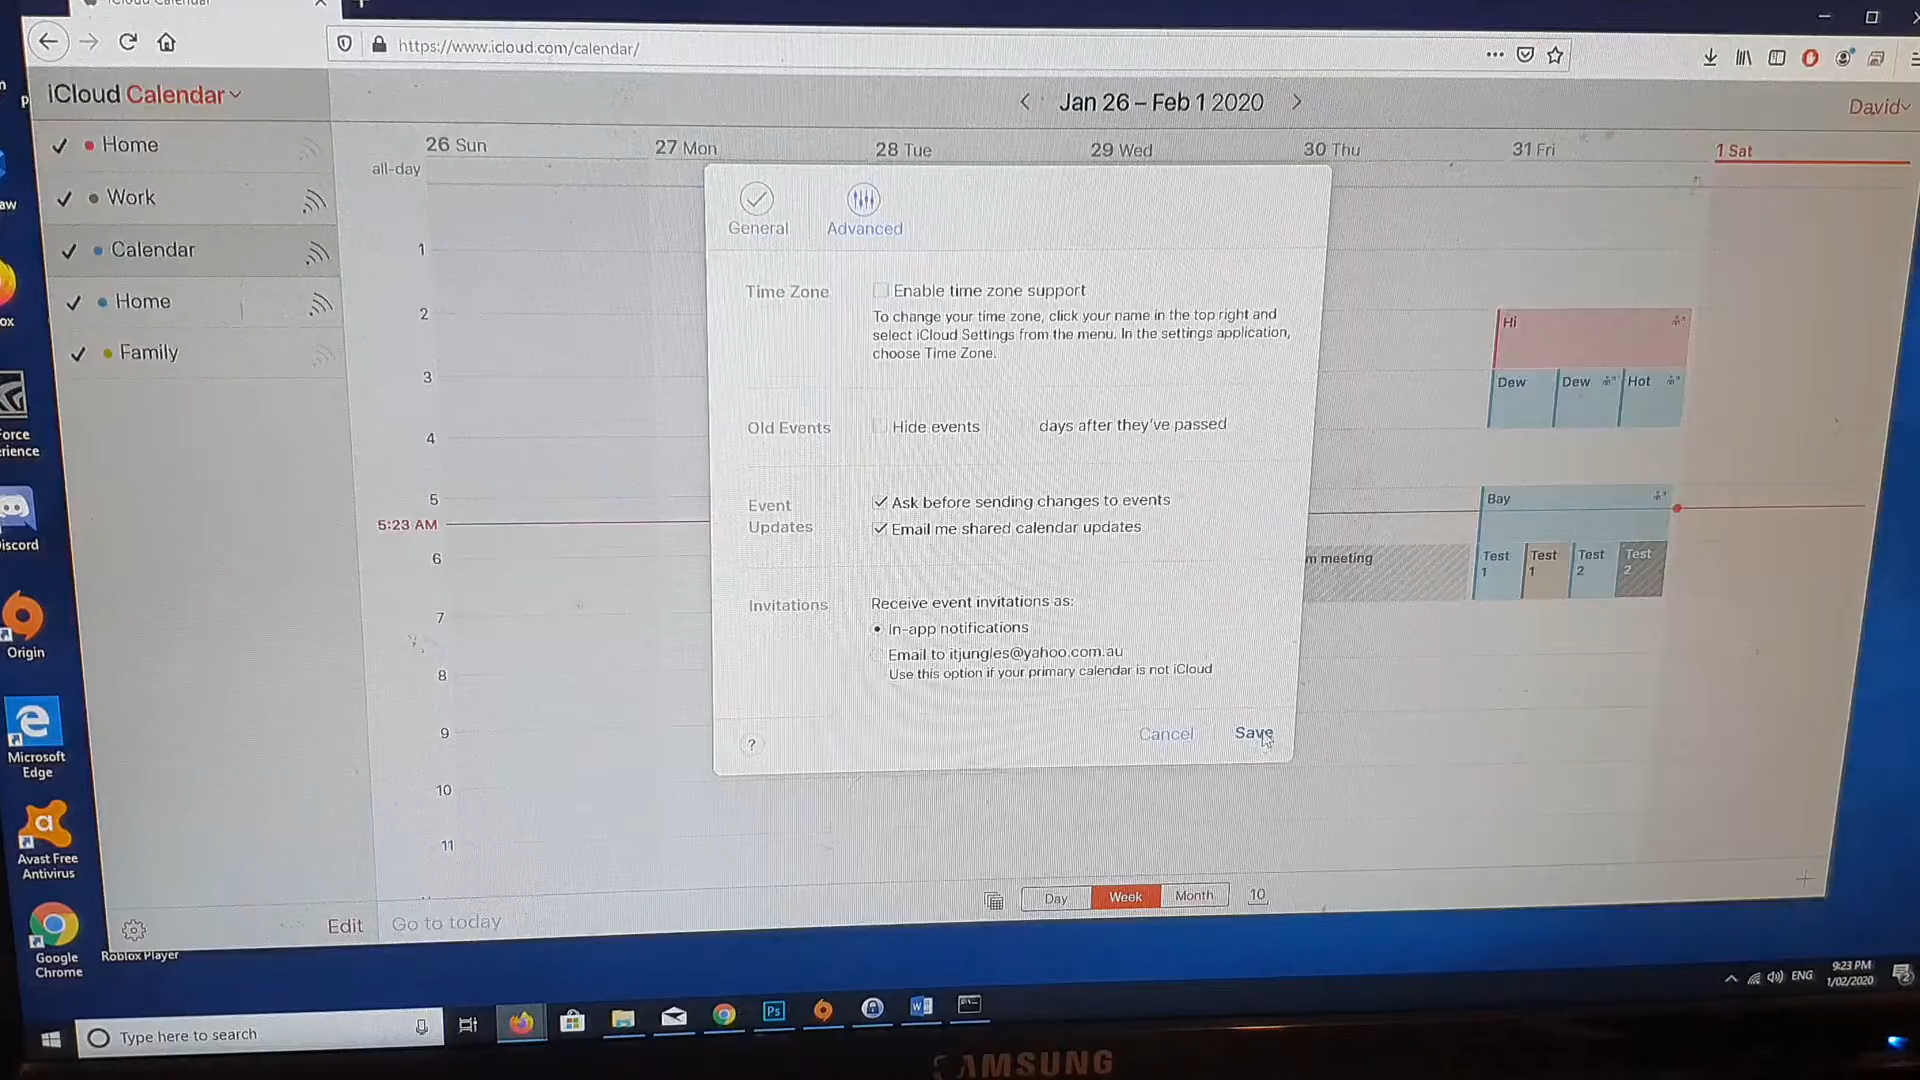 https://www.icloud.com/calendar/
iCloud Calendar
Jan 26 – Feb 1 2020
David
Home
Work
Calendar
Home
Family
26 Sun
27 Mon
28 Tue
29 Wed
30 Thu
31 Fri
1 Sat
all-day
1
2
3
4
5
5:23 AM
6
7
8
9
10
11
General
Advanced
Time Zone
Enable time zone support
To change your time zone, click your name in the top right and
select iCloud Settings from the menu. In the settings application,
choose Time Zone.
Old Events
Hide events
days after they've passed
Event
Updates
Ask before sending changes to events
Email me shared calendar updates
Invitations
Receive event invitations as:
In-app notifications
Email to itjungles@yahoo.com.au
Use this option if your primary calendar is not iCloud
?
Cancel
Save
Hi
Dew
Dew
Hot
Bay
Test
1
Test
1
Test
2
Test
2
m meeting
Edit
Go to today
Day
Week
Month
10
Origin
Microsoft
Edge
Avast Free
Antivirus
Google
Chrome
Roblox Player
Type here to search
Ps
ENG
9:23 PM
1/02/2020
2
SAMSUNG